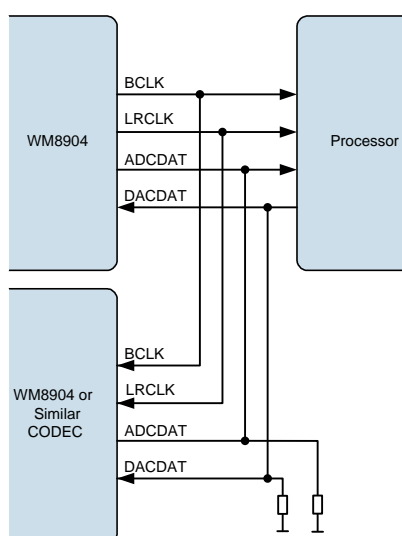 BCLK
LRCLK
WM8904
Processor
ADCDAT
DACDAT
BCLK
WM8904 or
LRCLK
Similar
CODEC
ADCDAT
DACDAT